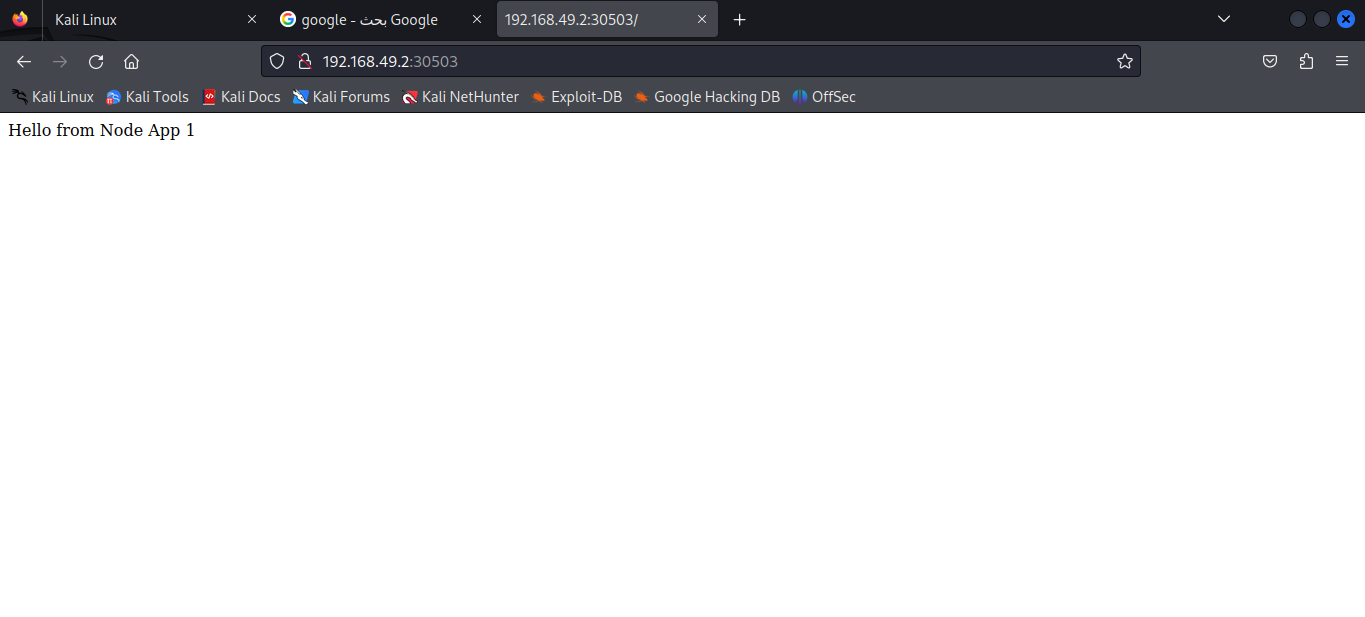 Kali Linux
google - بحث Google
192.168.49.2:30503/
192.168.49.2:30503
Kali Linux
Kali Tools
Kali Docs
Kali Forums
Kali NetHunter
Exploit-DB
Google Hacking DB
OffSec
Hello from Node App 1